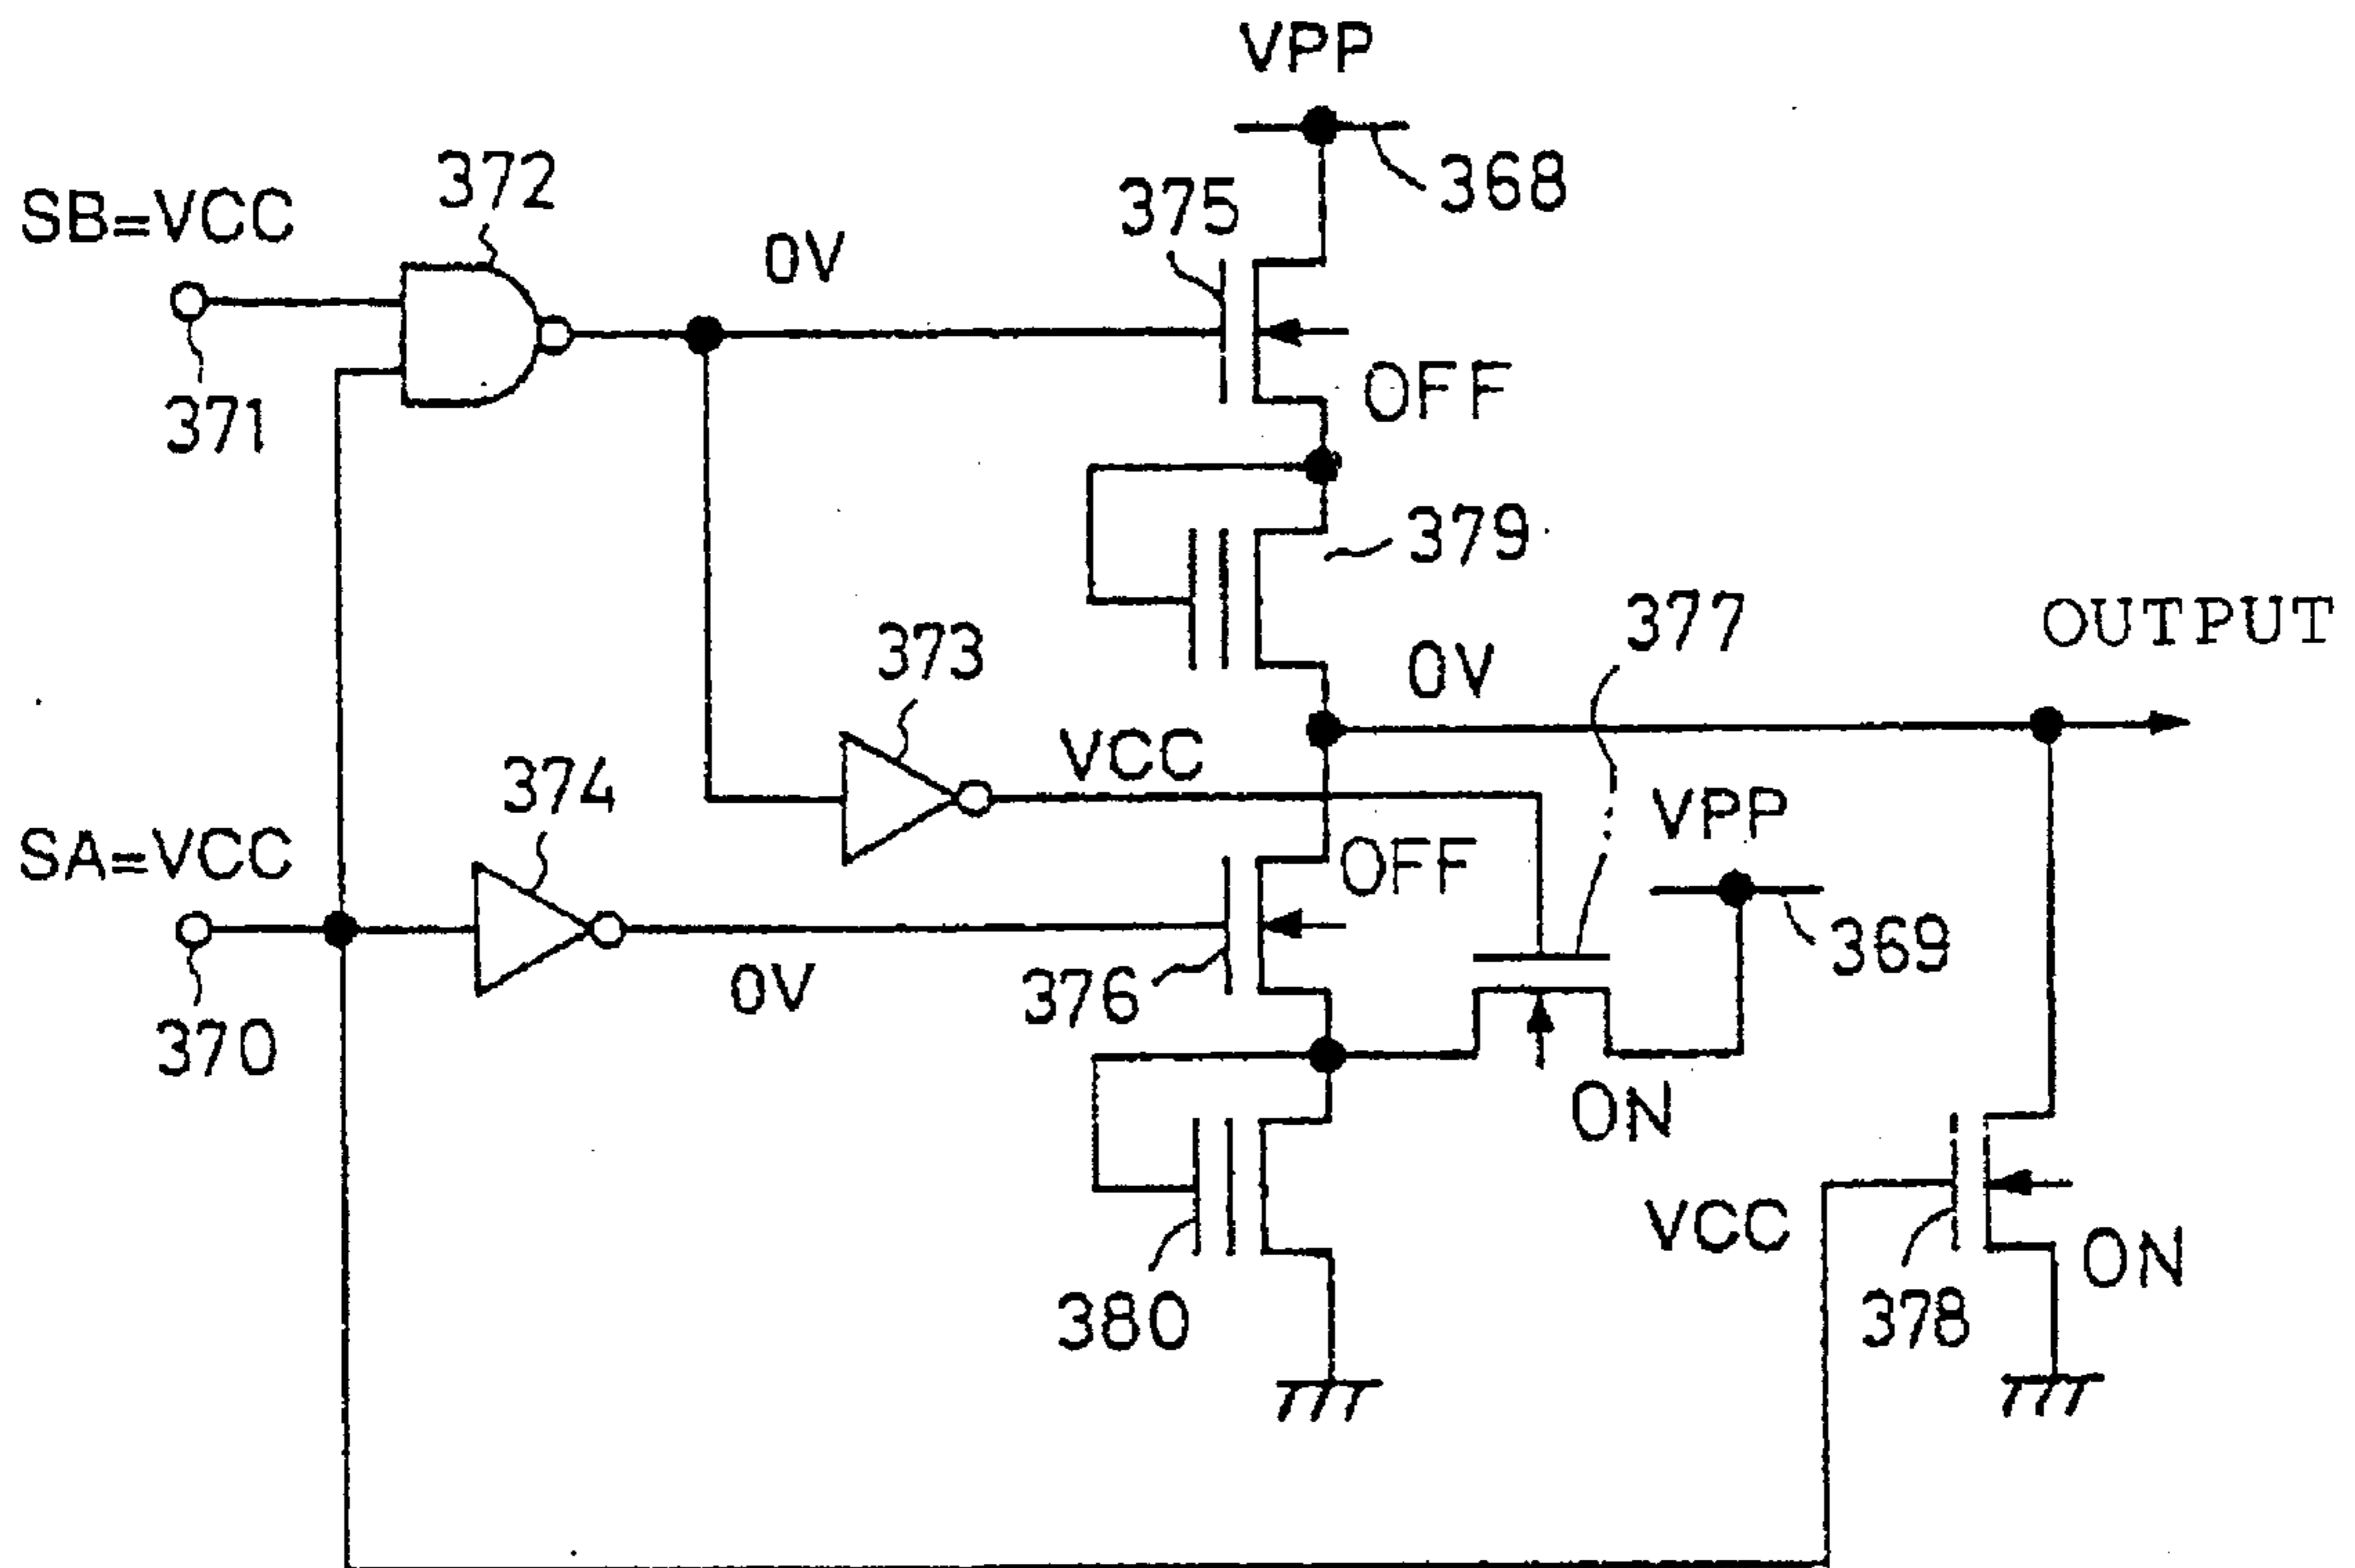 VPP
368
372
375
SB=VCC
0V
371
OFF
379
377
OUTPUT
373
0V
VCC
374
VPP
SA=VCC
OFF
369
376
0V
370
ON
VCC
ON
380
378